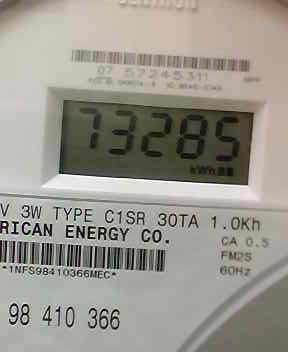 07 57245311
73285
kWh
V 3W TYPE C1SR 30TA 1.0Kh
RICAN ENERGY CO.
CA 0.5
FM2S
60Hz
*1NFS98410366MEC*
98 410 366